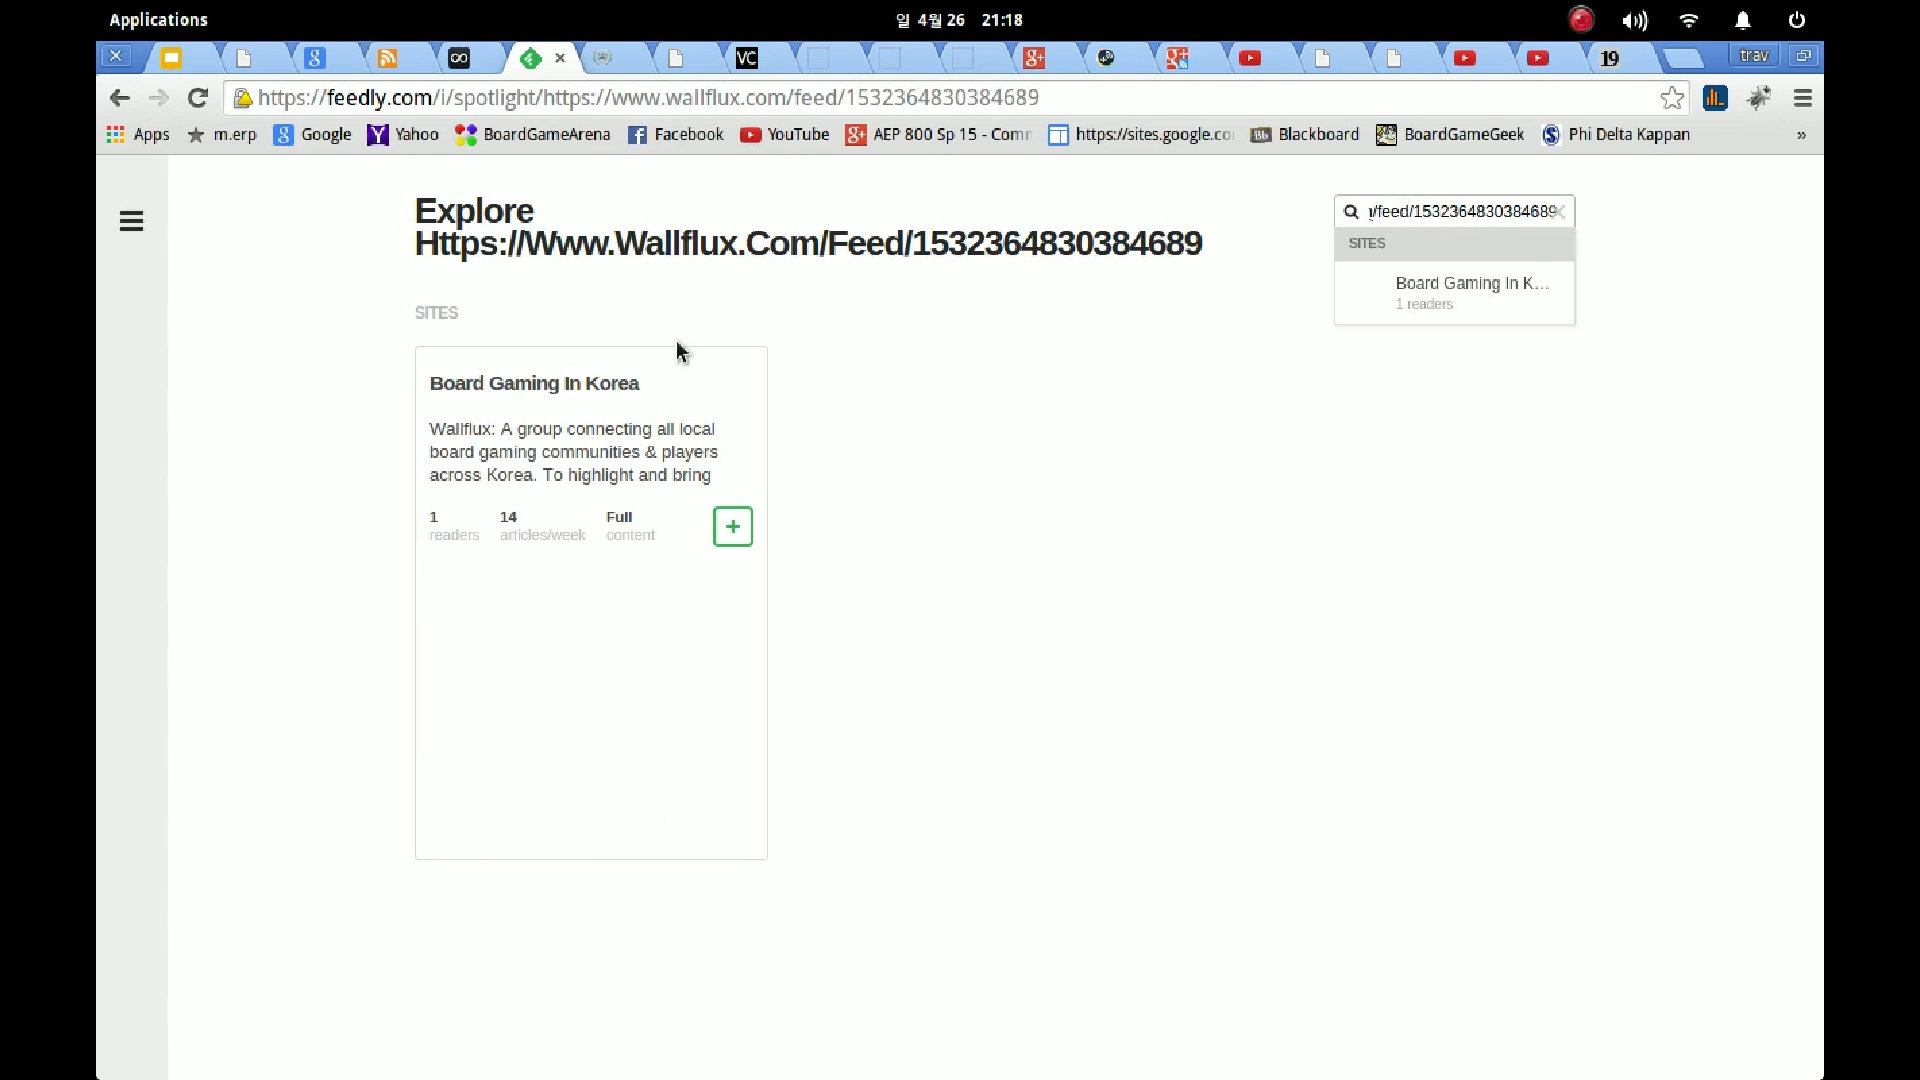 Applications
일 4월 26 21:18
VC
19
trav
https://feedly.com/i/spotlight/https://www.wallflux.com/feed/1532364830384689
Apps
m.erp
Google
Yahoo
BoardGameArena
Facebook
YouTube
AEP 800 Sp 15 - Com
https://sites.google.co
Blackboard
BoardGameGeek
Phi Delta Kappan
»
Explore
Https://Www.Wallflux.Com/Feed/1532364830384689
/feed/1532364830384689
SITES
Board Gaming In K...
1 readers
SITES
Board Gaming In Korea
Wallflux: A group connecting all local
board gaming communities & players
across Korea. To highlight and bring
1 14 Full
readers articles/week content
+